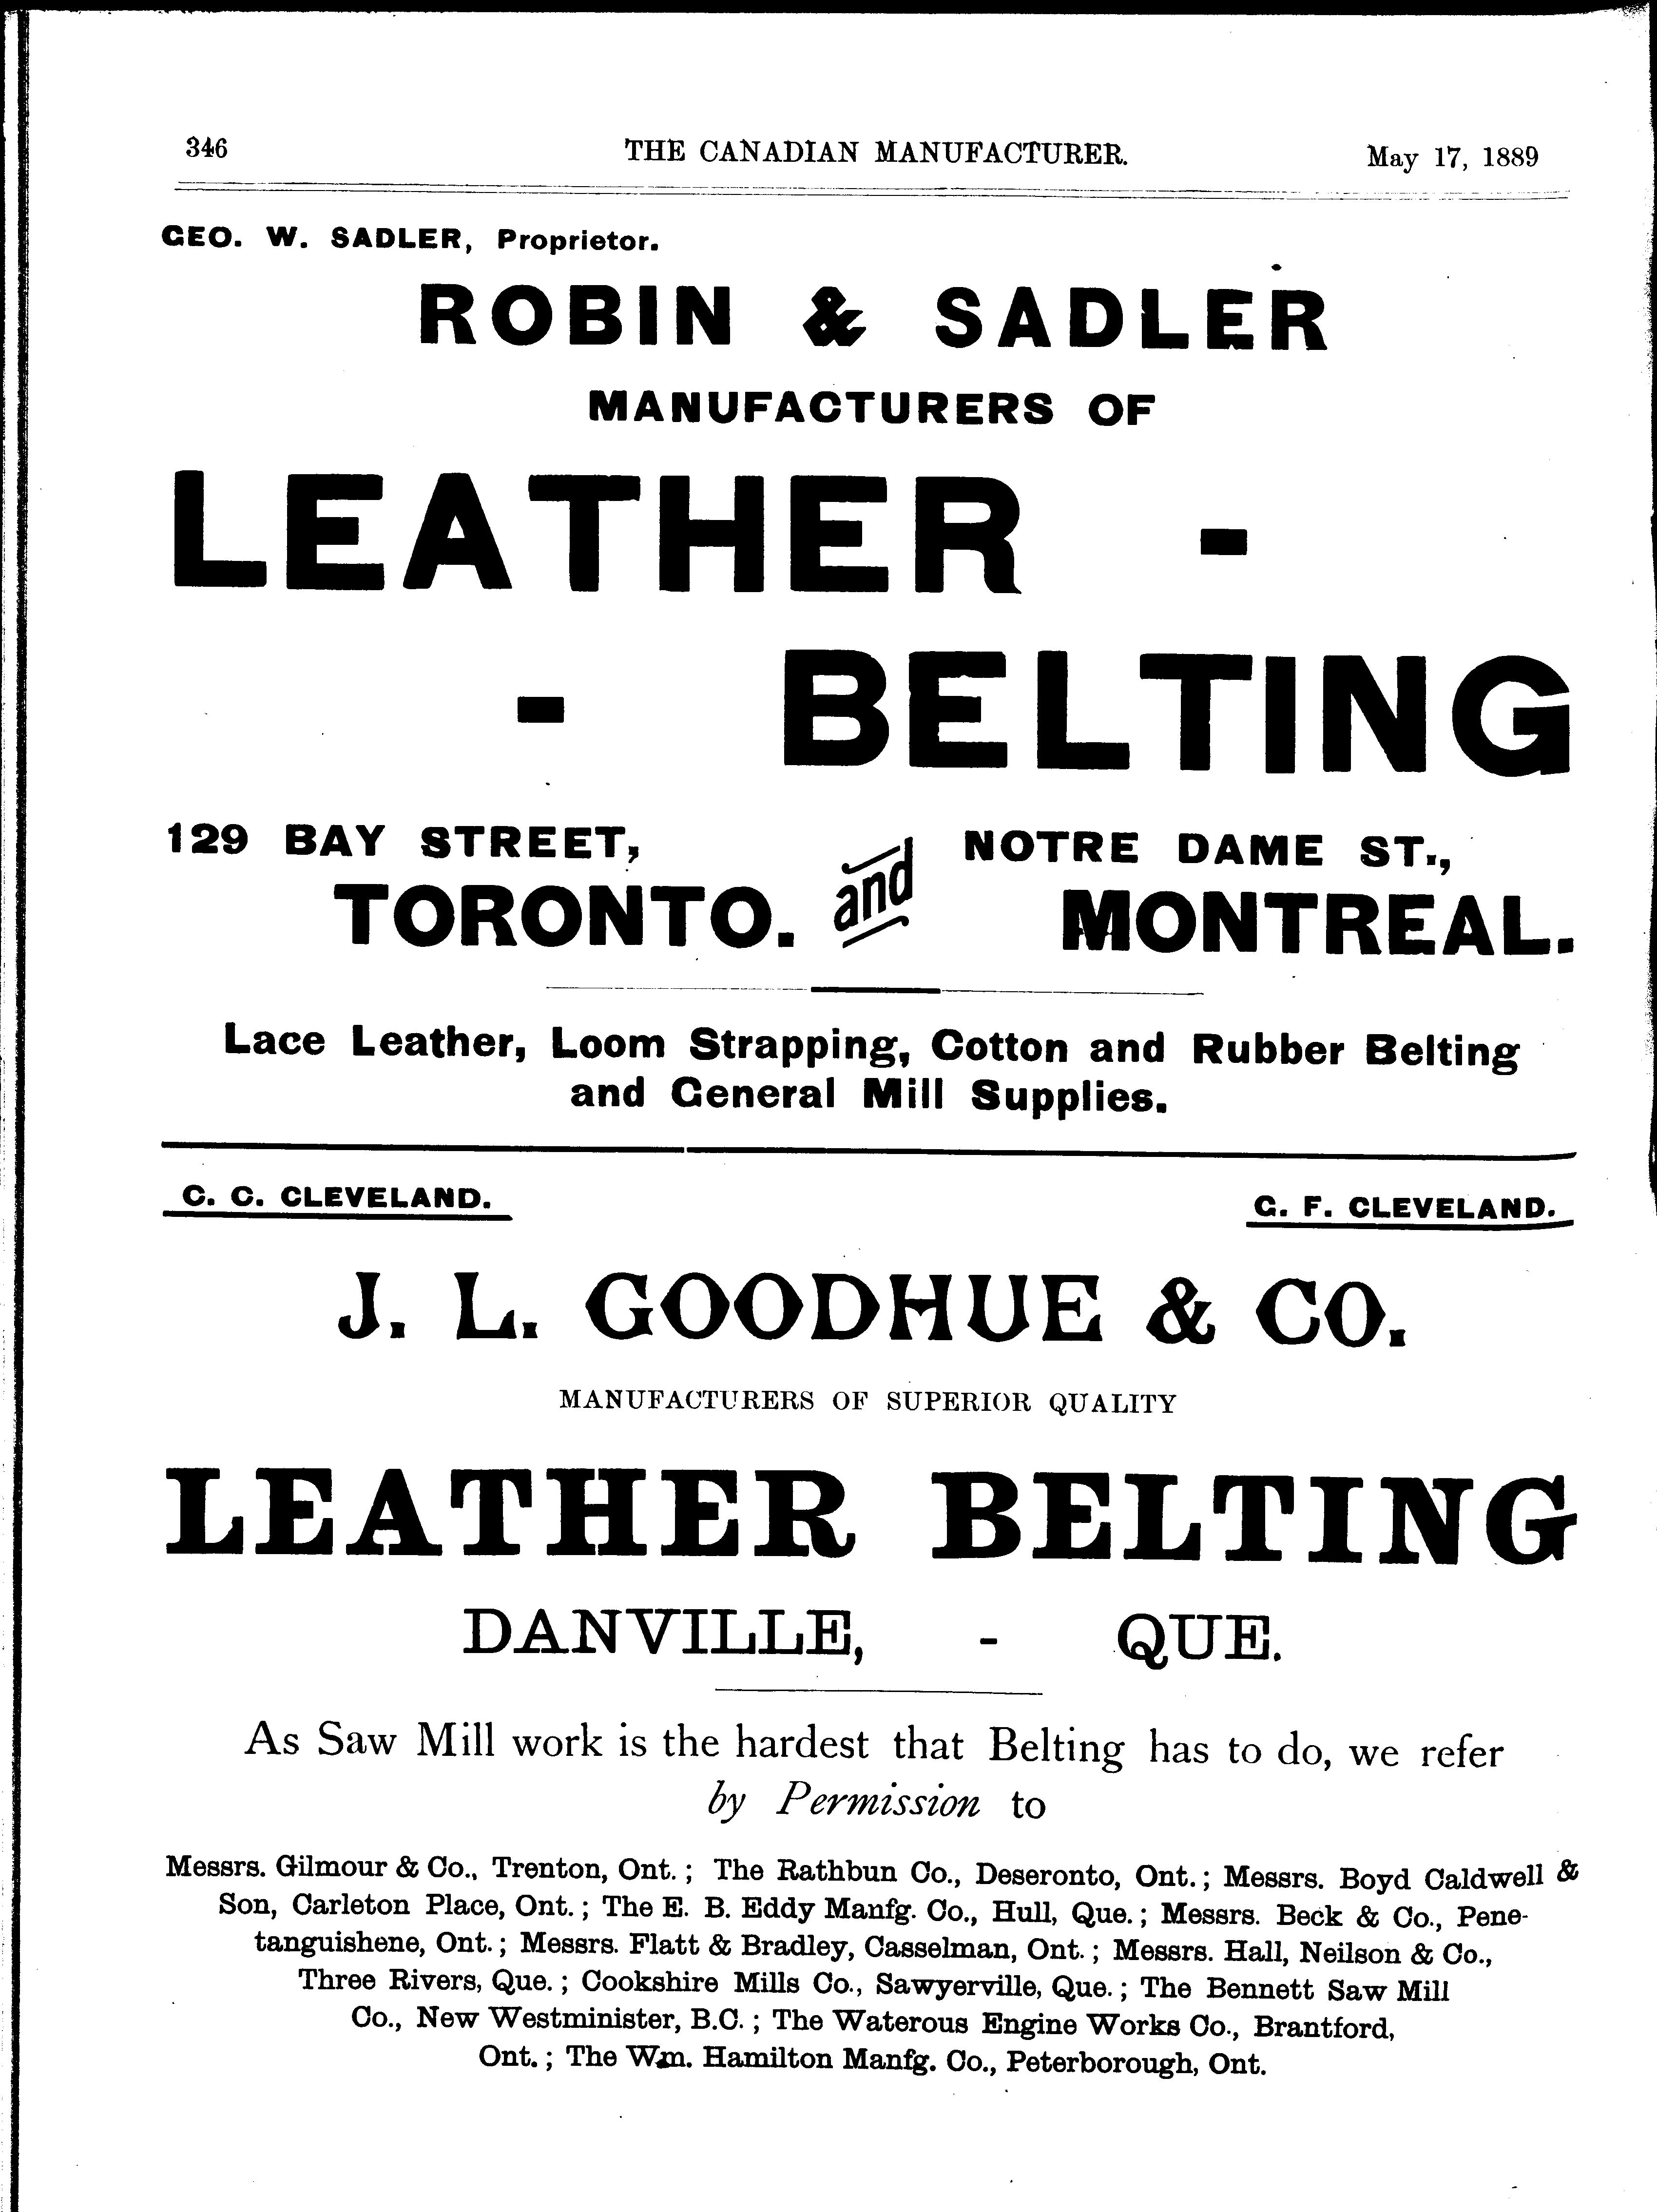 346 THE CANADIAN MANUFACTURER. May 17, 1889
GEO. W. SADLER, Proprietor.
ROBIN & SADLER
MANUFACTURERS OF
LEATHER -
- BELTING
129 BAY STREET, and NOTRE DAME ST.,
TORONTO. MONTREAL.
Lace Leather, Loom Strapping, Cotton and Rubber Belting
and General Mill Supplies.
C. C. CLEVELAND. G. F. CLEVELAND.
J. L. GOODHUE & CO.
MANUFACTURERS OF SUPERIOR QUALITY
LEATHER BELTING
DANVILLE, - QUE.
As Saw Mill work is the hardest that Belting has to do, we refer
by Permission to
Messrs. Gilmour & Co., Trenton, Ont.; The Rathbun Co., Deseronto, Ont.; Messrs. Boyd Caldwell &
Son, Carleton Place, Ont.; The E. B. Eddy Manfg. Co., Hull, Que.; Messrs. Beck & Co., Pene-
tanguishene, Ont.; Messrs. Flatt & Bradley, Casselman, Ont.; Messrs. Hall, Neilson & Co.,
Three Rivers, Que.; Cookshire Mills Co., Sawyerville, Que.; The Bennett Saw Mill
Co., New Westminister, B.C.; The Waterous Engine Works Co., Brantford,
Ont.; The Wm. Hamilton Manfg. Co., Peterborough, Ont.